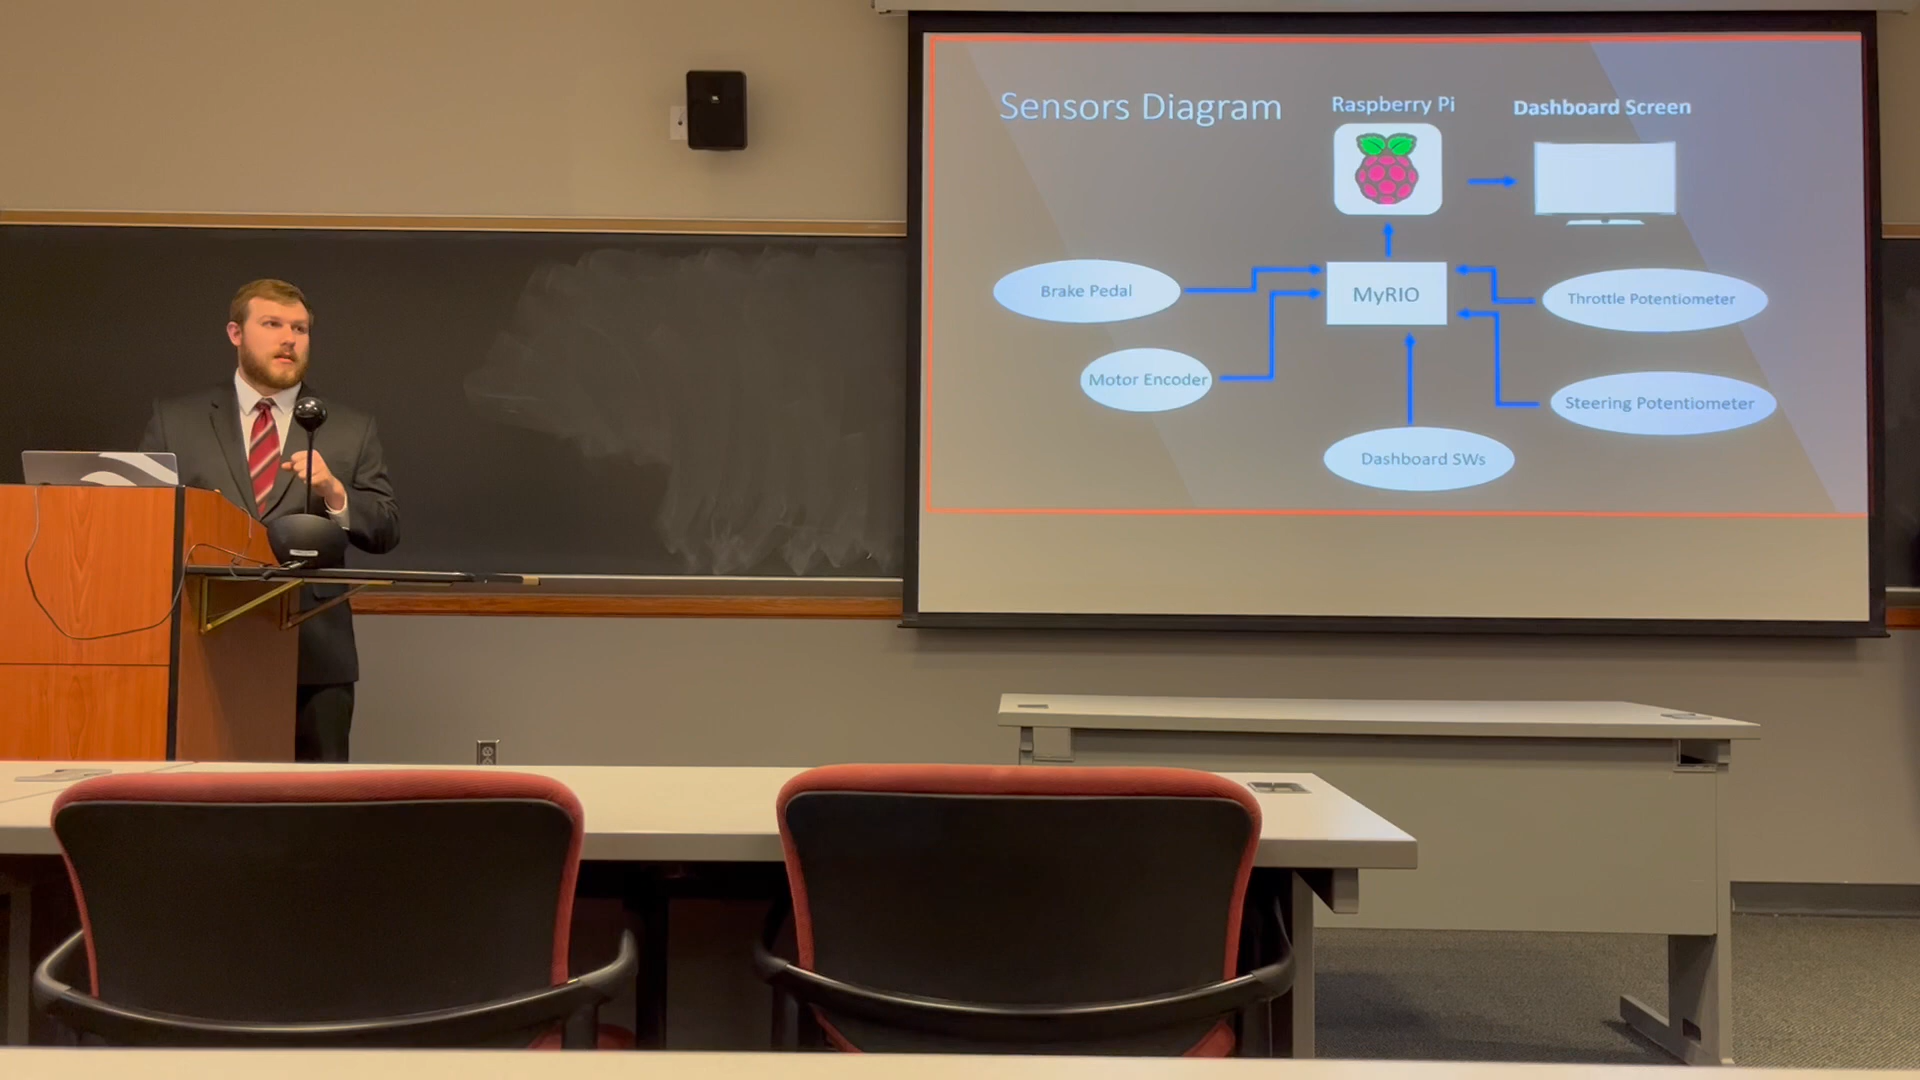 Sensors Diagram
Raspberry Pi
Dashboard Screen
Brake Pedal
MyRIO
Throttle Potentiometer
Motor Encoder
Steering Potentiometer
Dashboard SWs